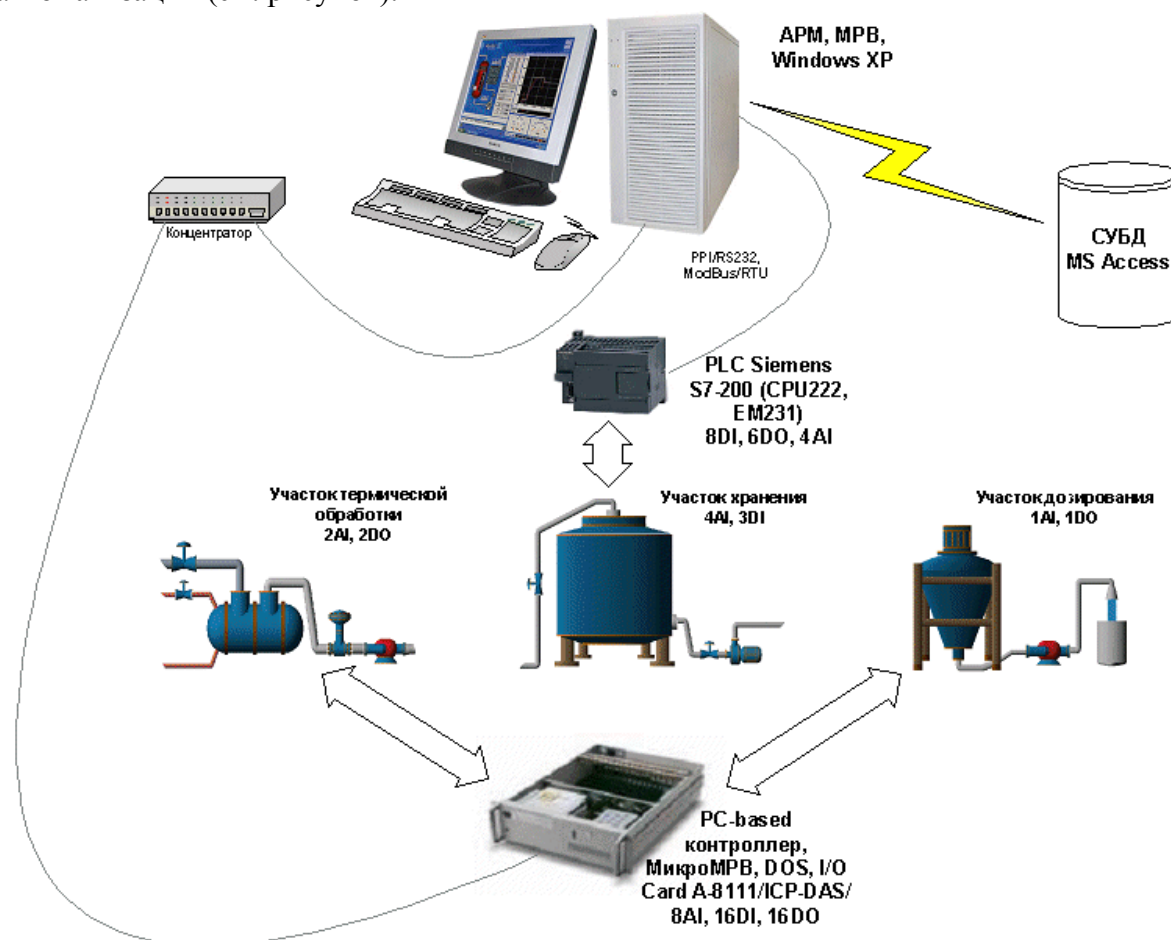 (
АРМ, МРВ,
Windows XP
Концентратор
PPI/RS232,
ModBus/RTU
СУБД
MS Access
PLC Siemens
S7-200 (CPU222,
EM231)
8DI, 6DO, 4AI
Участок термической
обработки
2AI, 2DO
Участок хранения
4AI, 3DI
Участок дозирования
1AI, 1DO
PC-based
контроллер,
МикроМРВ, DOS, I/O
Card A-8111/ICP-DAS/
8AI, 16DI, 16DO